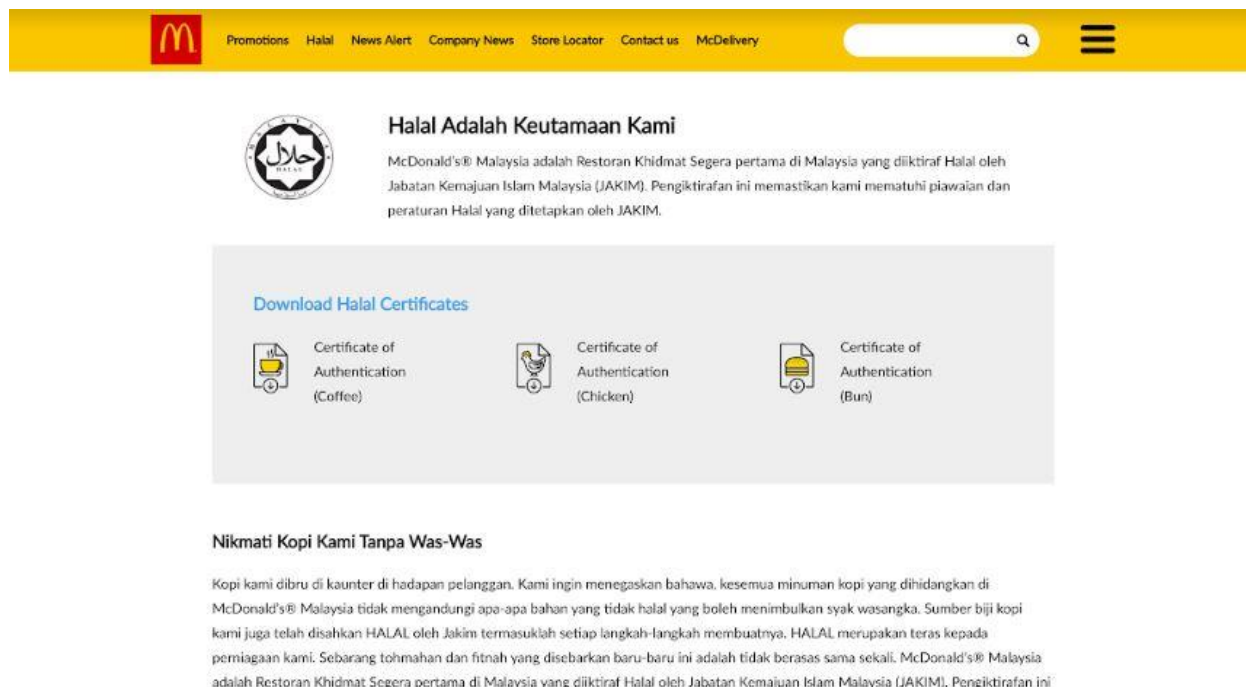 Promotions Halal News Alert Company News Store Locator Contact us McDelivery
حلال
HALAL
Halal Adalah Keutamaan Kami
McDonald's® Malaysia adalah Restoran Khidmat Segera pertama di Malaysia yang diiktiraf Halal oleh
Jabatan Kemajuan Islam Malaysia (JAKIM). Pengiktirafan ini memastikan kami mematuhi piawaian dan
peraturan Halal yang ditetapkan oleh JAKIM.
Download Halal Certificates
Certificate of
Authentication
(Coffee)
Certificate of
Authentication
(Chicken)
Certificate of
Authentication
(Bun)
Nikmati Kopi Kami Tanpa Was-Was
Kopi kami dibru di kaunter di hadapan pelanggan. Kami ingin menegaskan bahawa, kesemua minuman kopi yang dihidangkan di
McDonald's® Malaysia tidak mengandungi apa-apa bahan yang tidak halal yang boleh menimbulkan syak wasangka. Sumber biji kopi
kami juga telah disahkan HALAL oleh Jakim termasuklah setiap langkah-langkah membuatnya. HALAL merupakan teras kepada
perniagaan kami. Sebarang tohmahan dan fitnah yang disebarkan baru-baru ini adalah tidak berasas sama sekali. McDonald's® Malaysia
adalah Restoran Khidmat Segera pertama di Malaysia yang diiktiraf Halal oleh Jabatan Kemajuan Islam Malaysia (JAKIM). Pengiktirafan ini